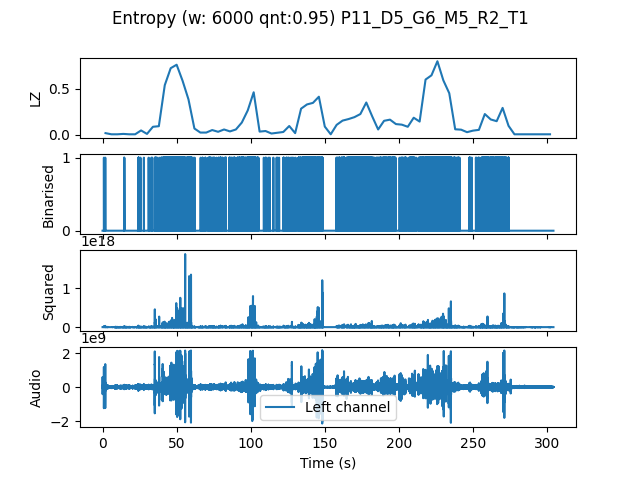 Entropy (w: 6000 qnt:0.95) P11_D5_G6_M5_R2_T1
0.5
0.0
LZ
1
0
Binarised
1e18
1
0
Squared
1e9
2
0
−2
Audio
Left channel
0 50 100 150 200 250 300
Time (s)